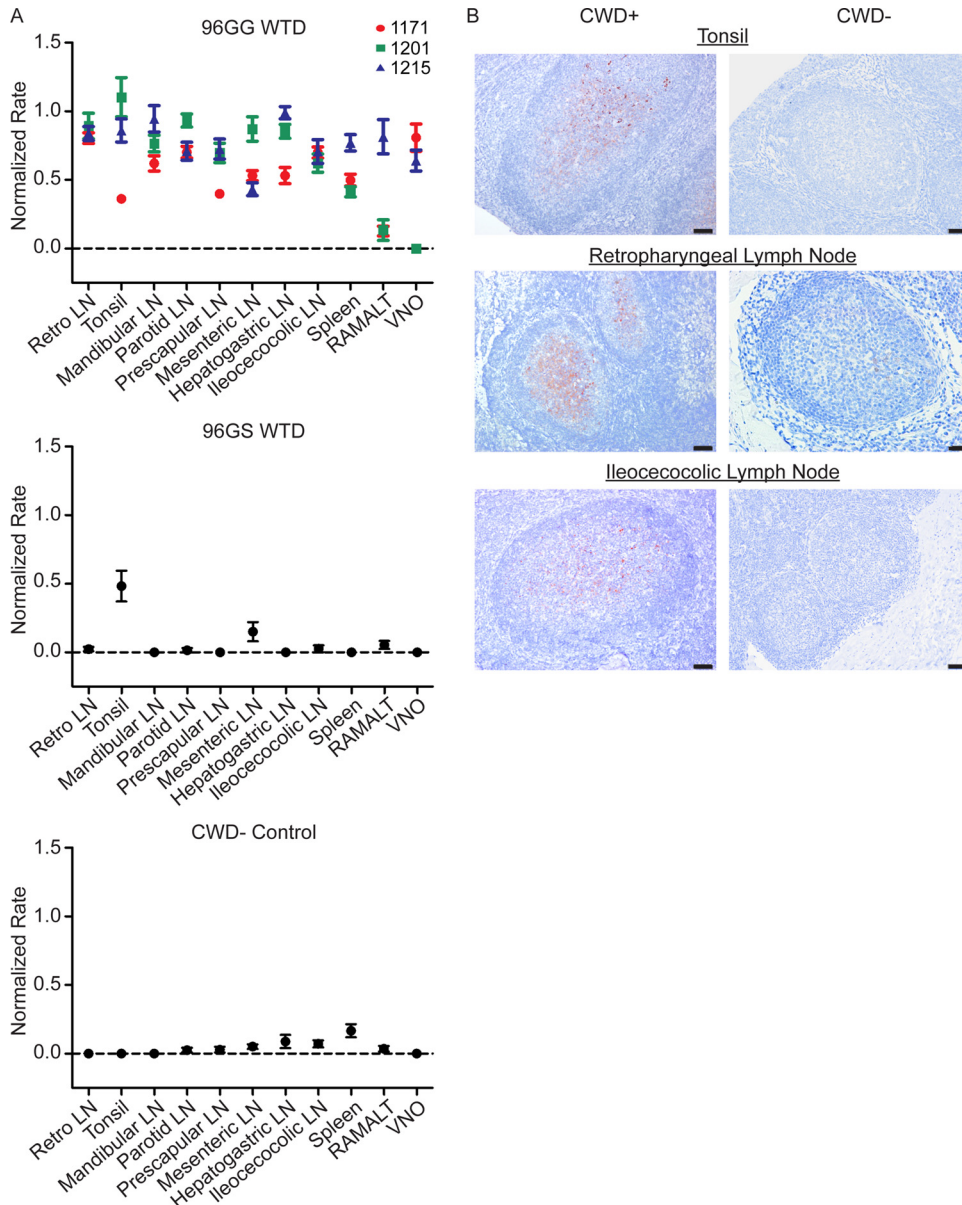 A
96GG WTD
1171
1201
1215
1.5
1.0
0.5
0.0
Normalized Rate
Retro LN
Tonsil
Mandibular LN
Parotid LN
Prescapular LN
Mesenteric LN
Hepatogastric LN
Ileocecocolic LN
Spleen
RAMALT
VNO
96GS WTD
1.5
1.0
0.5
0.0
Normalized Rate
Retro LN
Tonsil
Mandibular LN
Parotid LN
Prescapular LN
Mesenteric LN
Hepatogastric LN
Ileocecocolic LN
Spleen
RAMALT
VNO
CWD- Control
1.5
1.0
0.5
0.0
Normalized Rate
Retro LN
Tonsil
Mandibular LN
Parotid LN
Prescapular LN
Mesenteric LN
Hepatogastric LN
Ileocecocolic LN
Spleen
RAMALT
VNO
B
CWD+ CWD-
Tonsil
Retropharyngeal Lymph Node
Ileocecocolic Lymph Node